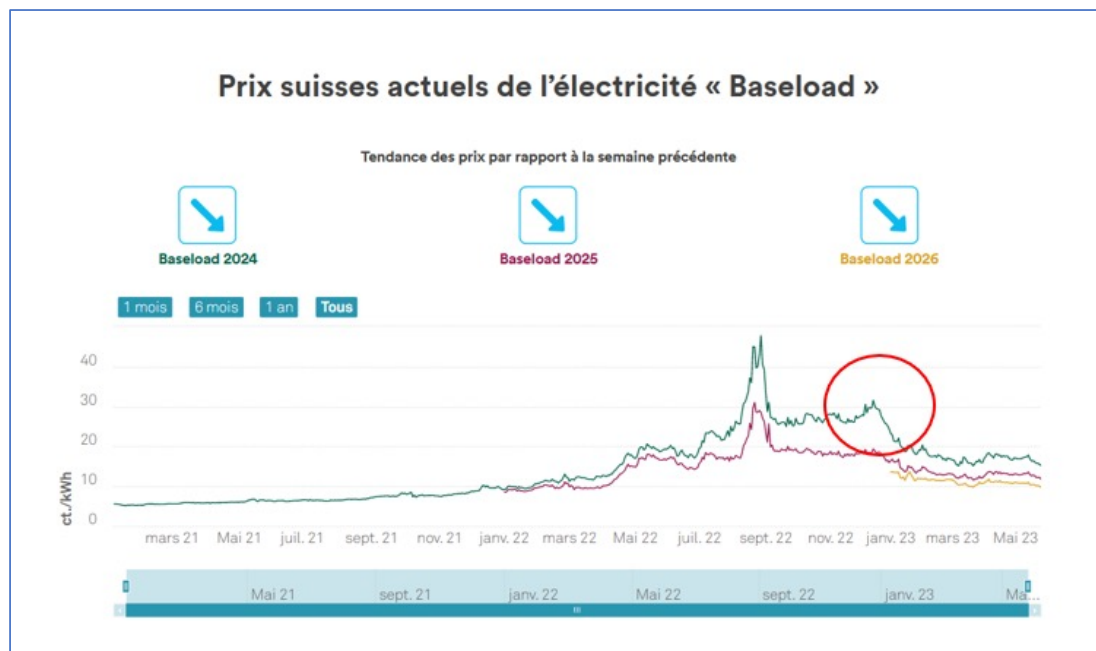 Prix suisses actuels de l'électricité « Baseload »
Tendance des prix par rapport à la semaine précédente
Baseload 2024 Baseload 2025 Baseload 2026
1 mois 6 mois 1 an Tous
ct./kWh
40
30
20
10
0
mars 21 Mai 21 juil. 21 sept. 21 nov. 21 janv. 22 mars 22 Mai 22 juil. 22 sept. 22 nov. 22 janv. 23 mars 23 Mai 23
Mai 21 sept. 21 janv. 22 Mai 22 sept. 22 janv. 23 Ma...